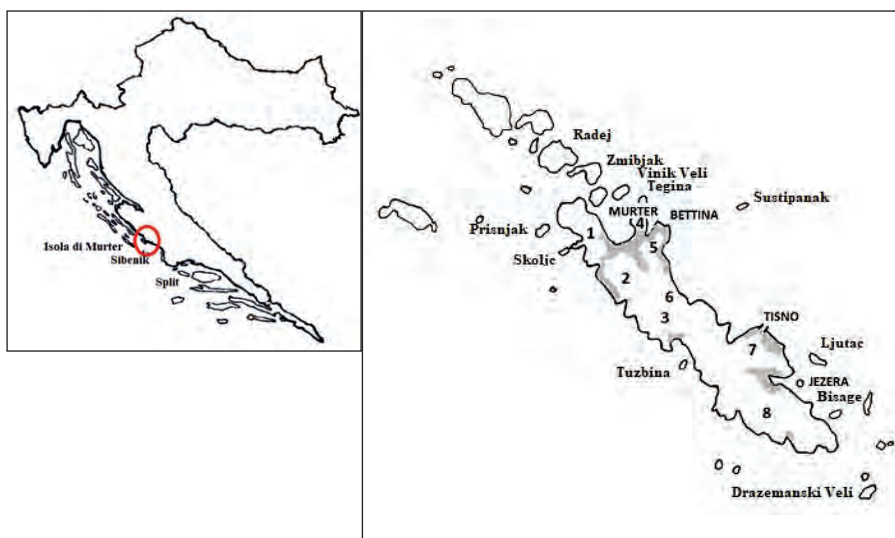 Isola di Murter
Sibenik
Split
Radej
Zmibjak
Vinik Veli
Tegina
Sustipanak
MURTER
BETTINA
Prisnjak
4
1
5
Skolic
2
6
3
TISNO
7
Ljutac
Tuzbina
JEZERA
Bisage
8
Drazemanski Veli